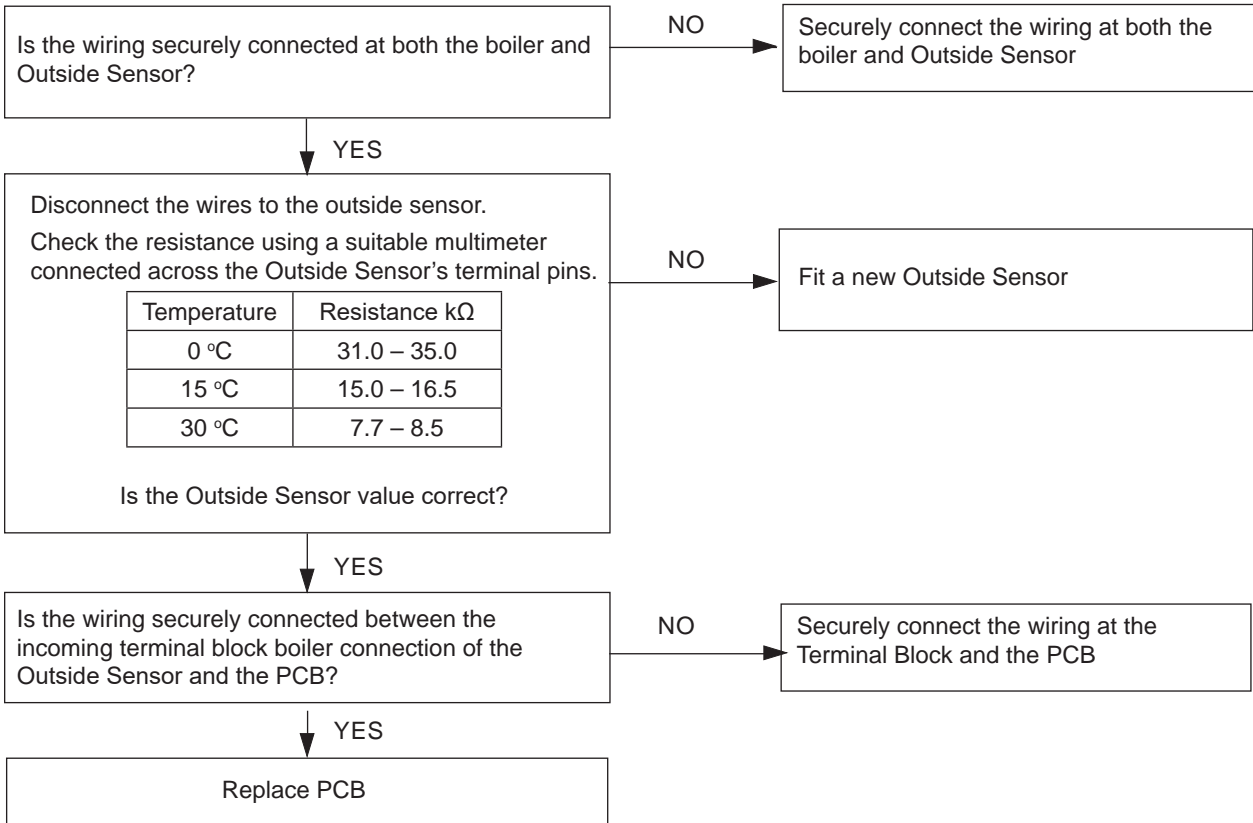 Is the wiring securely connected at both the boiler and
Outside Sensor?
NO
Securely connect the wiring at both the
boiler and Outside Sensor
YES
Disconnect the wires to the outside sensor.
Check the resistance using a suitable multimeter
connected across the Outside Sensor's terminal pins.
Temperature Resistance kΩ
0 °C 31.0 – 35.0
15 °C 15.0 – 16.5
30 °C 7.7 – 8.5
Is the Outside Sensor value correct?
NO
Fit a new Outside Sensor
YES
Is the wiring securely connected between the
incoming terminal block boiler connection of the
Outside Sensor and the PCB?
NO
Securely connect the wiring at the
Terminal Block and the PCB
YES
Replace PCB